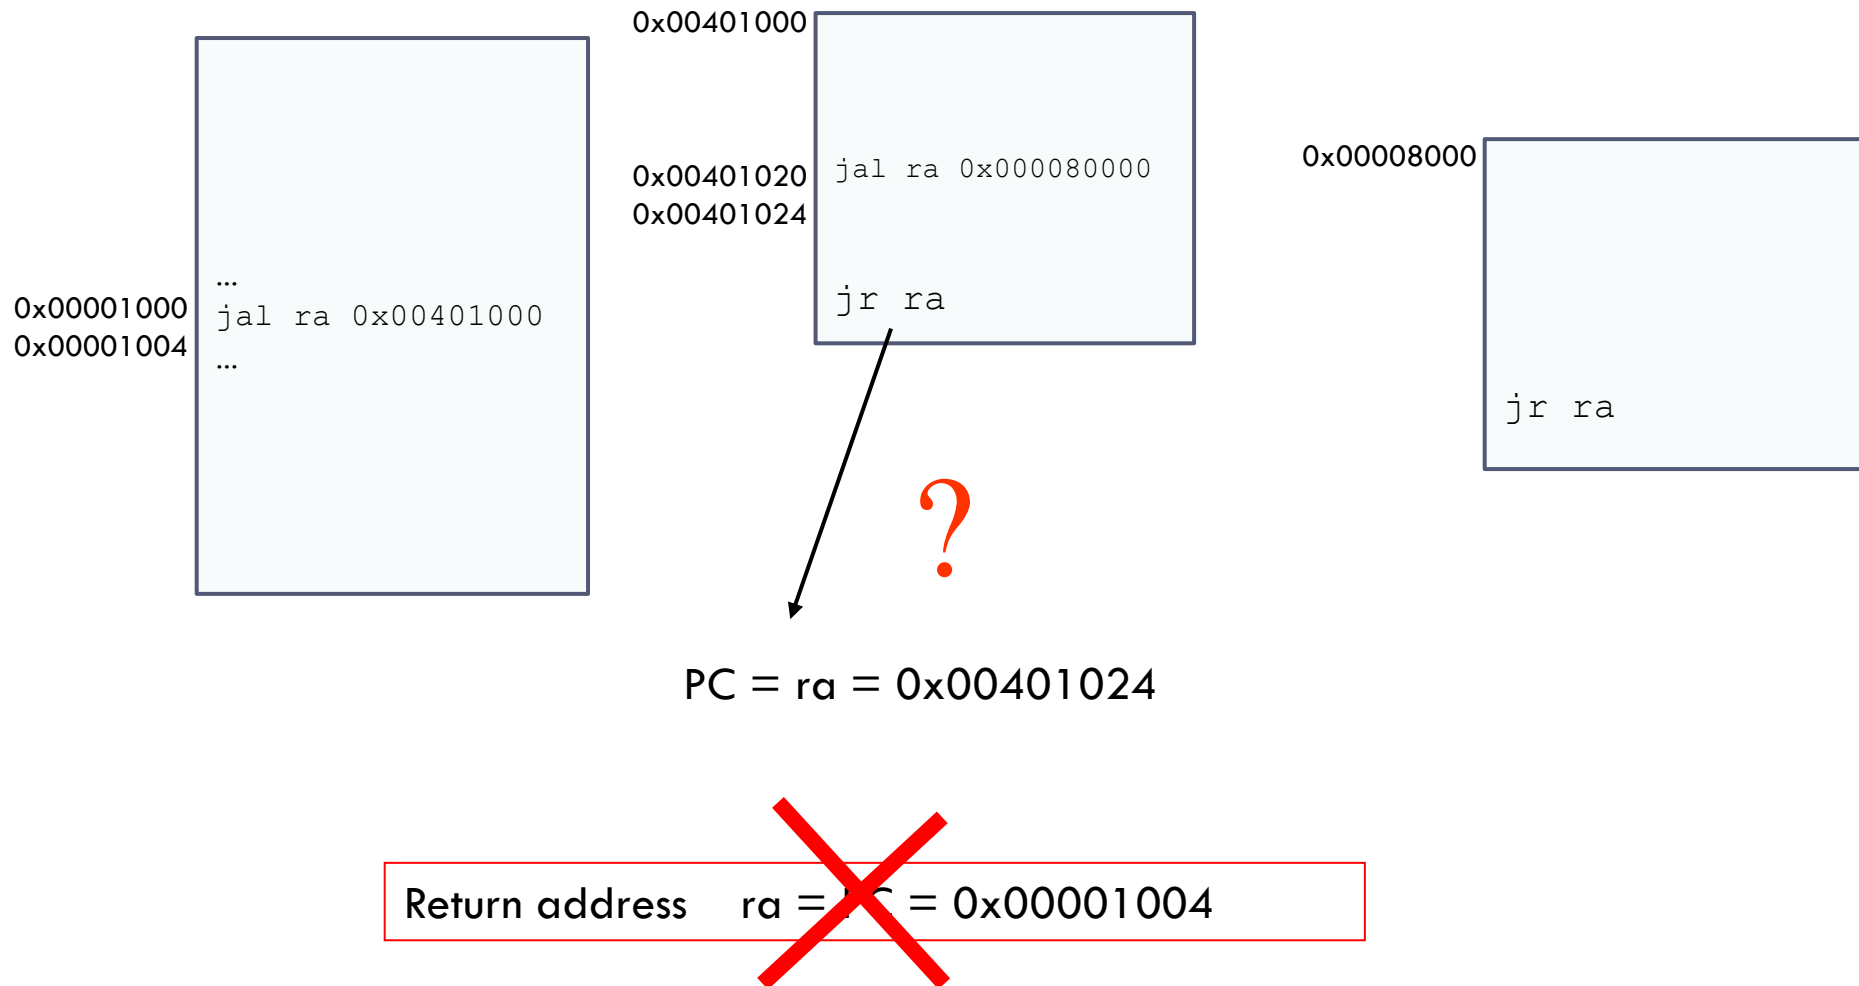 ...
0x00001000
jal ra 0x00401000
0x00001004
...
0x00401000
0x00401020
jal ra 0x000080000
0x00401024
jr ra
0x00008000
jr ra
?
PC = ra = 0x00401024
Return address ra = PC = 0x00001004